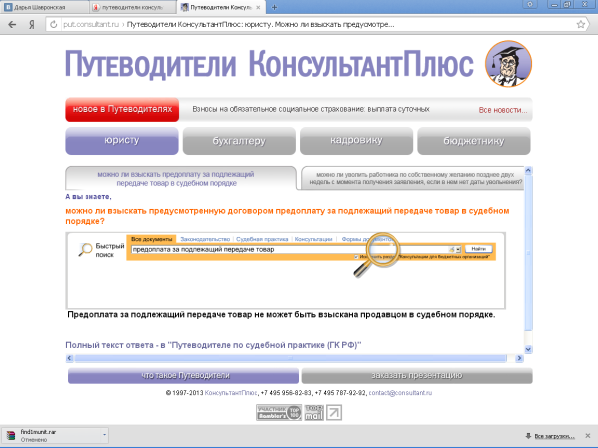 Дарья Шавронская
путеводители консуль
Путеводители Консультан
put.consultant.ru › Путеводители КонсультантПлюс: юристу. Можно ли взыскать предусмотре...
ПУТЕВОДИТЕЛИ КОНСУЛЬТАНТПЛЮС
новое в Путеводителях
Взносы на обязательное социальное страхование: выплата суточных
Все новости...
юристу
бухгалтеру
кадровику
бюджетнику
можно ли взыскать предоплату за подлежащий
передаче товар в судебном порядке
можно ли уволить работника по собственному желанию позднее двух
недель с момента получения заявления, если в нем нет даты увольнения?
А вы знаете,
можно ли взыскать предусмотренную договором предоплату за подлежащий передаче товар в судебном
порядке?
Быстрый
поиск
Все документы
Законодательство
Судебная практика
Консультации
Формы документов
предоплата за подлежащий передаче товар
Найти
"Консультации для бюджетных организаций"
Предоплата за подлежащий передаче товар не может быть взыскана продавцом в судебном порядке.
Полный текст ответа - в "Путеводителе по судебной практике (ГК РФ)"
что такое Путеводители
заказать презентацию
© 1997-2013 КонсультантПлюс, +7 495 956-82-83, +7 495 787-92-92, contact@consultant.ru
УЧАСТНИК
Rambler's
TOP
100
find1munit.rar
Отменено
Все загрузки...